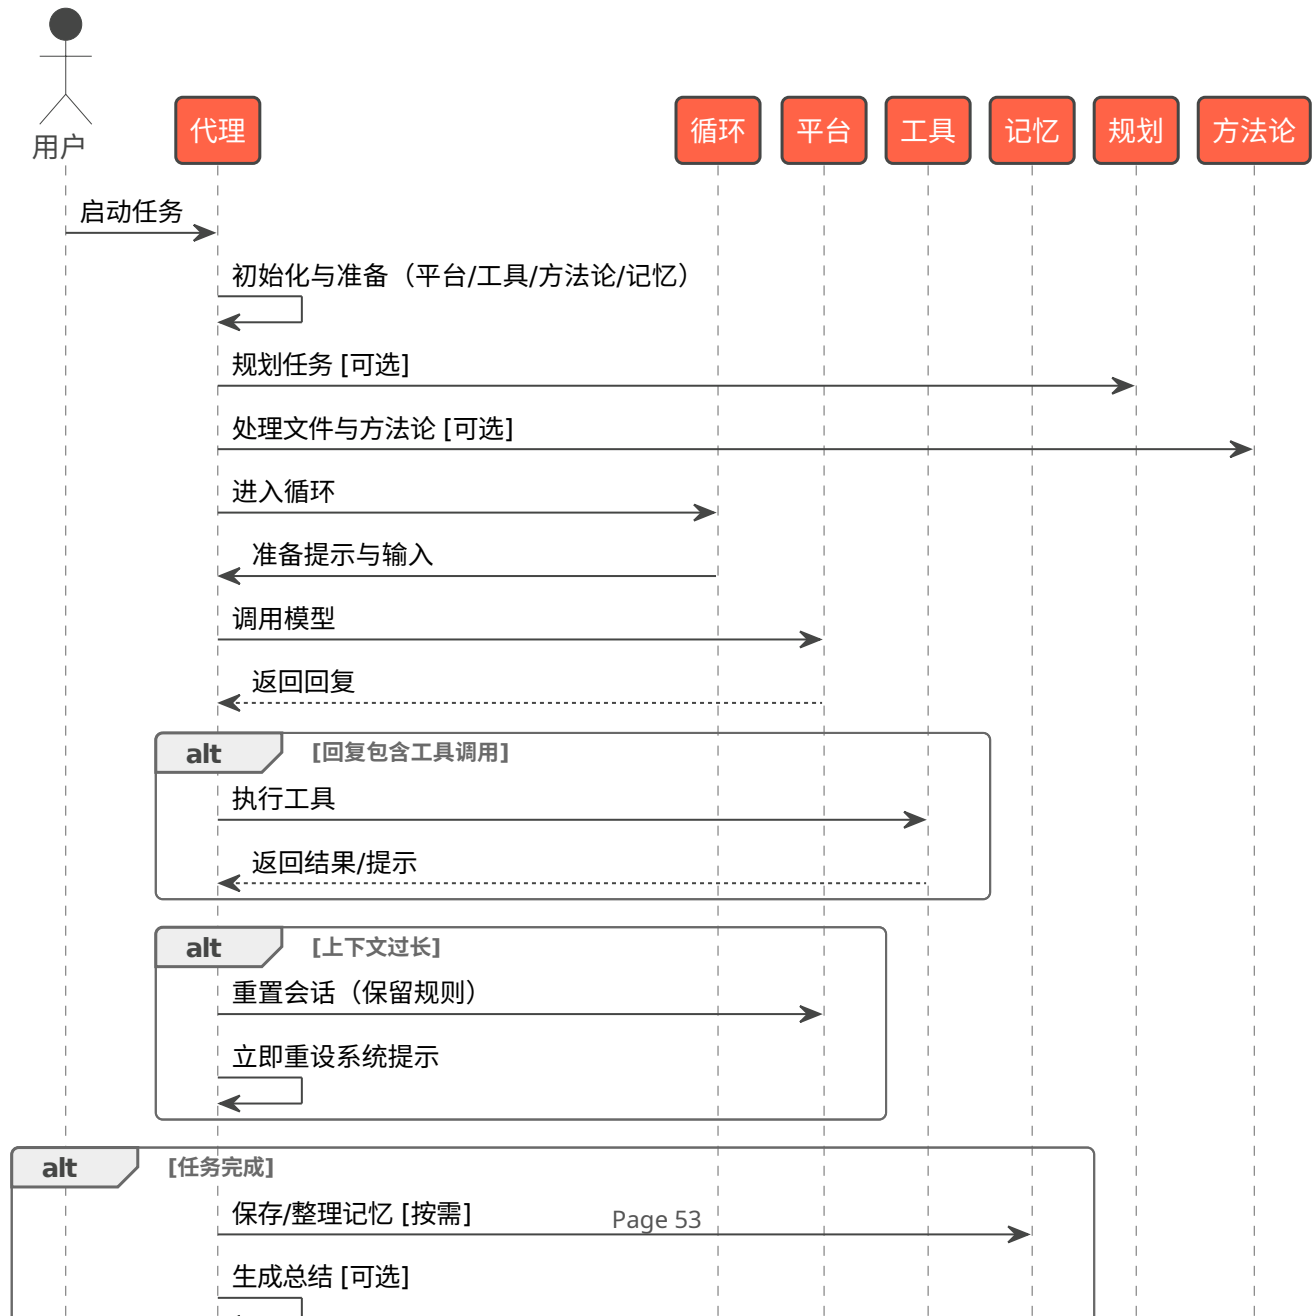 用户
代理
循环
平台
工具
记忆
规划
方法论
启动任务
初始化与准备（平台/工具/方法论/记忆）
规划任务 [可选]
处理文件与方法论 [可选]
进入循环
准备提示与输入
调用模型
返回回复
alt [回复包含工具调用]
执行工具
返回结果/提示
alt [上下文过长]
重置会话（保留规则）
立即重设系统提示
alt [任务完成]
保存/整理记忆 [按需]
Page 53
生成总结 [可选]